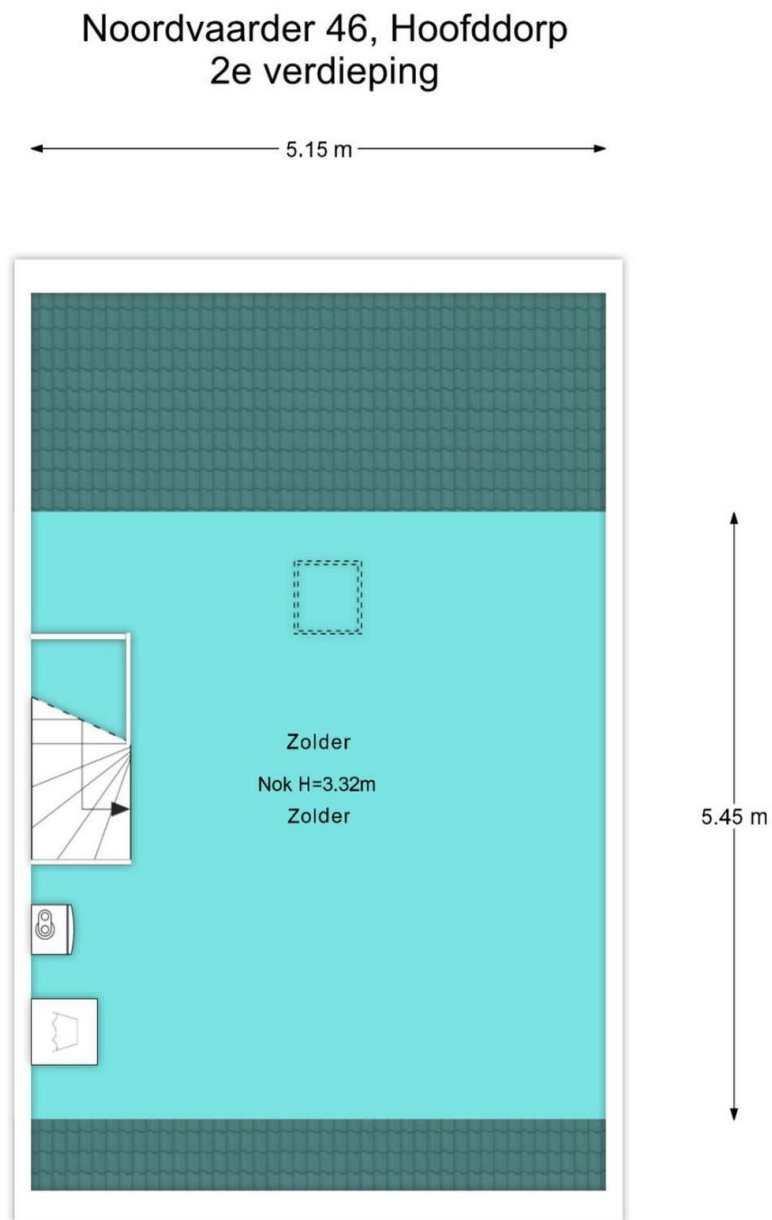 Noordvaarder 46, Hoofddorp
2e verdieping
5.15 m
Zolder
Nok H=3.32m
Zolder
5.45 m